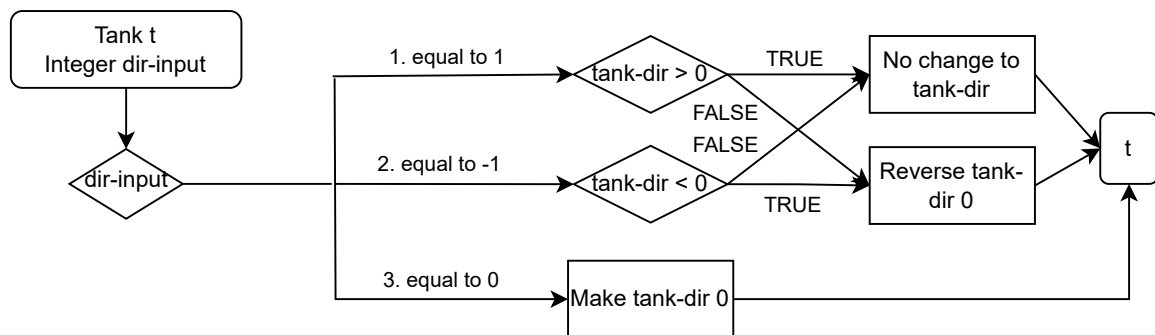 Tank t
Integer dir-input
dir-input
1. equal to 1
tank-dir > 0
TRUE
No change to
tank-dir
FALSE
FALSE
2. equal to -1
tank-dir < 0
TRUE
Reverse tank-
dir 0
t
3. equal to 0
Make tank-dir 0